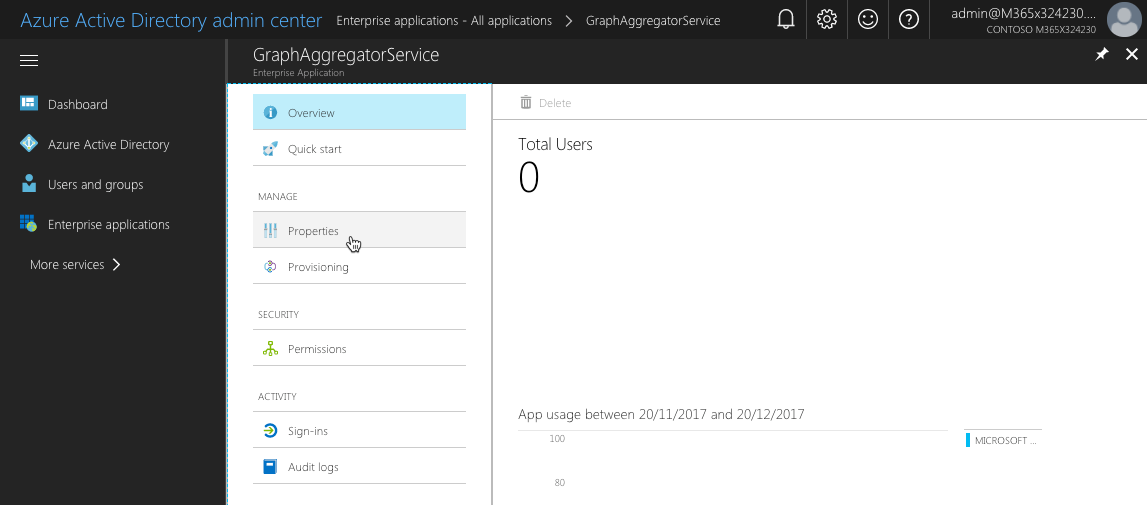 Azure Active Directory admin center
Enterprise applications - All applications > GraphAggregatorService
admin@M365x324230....
CONTOSO M365X324230
GraphAggregatorService
Enterprise Application
Dashboard
Azure Active Directory
Users and groups
Enterprise applications
More services >
Overview
Quick start
MANAGE
Properties
Provisioning
SECURITY
Permissions
ACTIVITY
Sign-ins
Audit logs
Delete
Total Users
0
App usage between 20/11/2017 and 20/12/2017
100
80
MICROSOFT ...